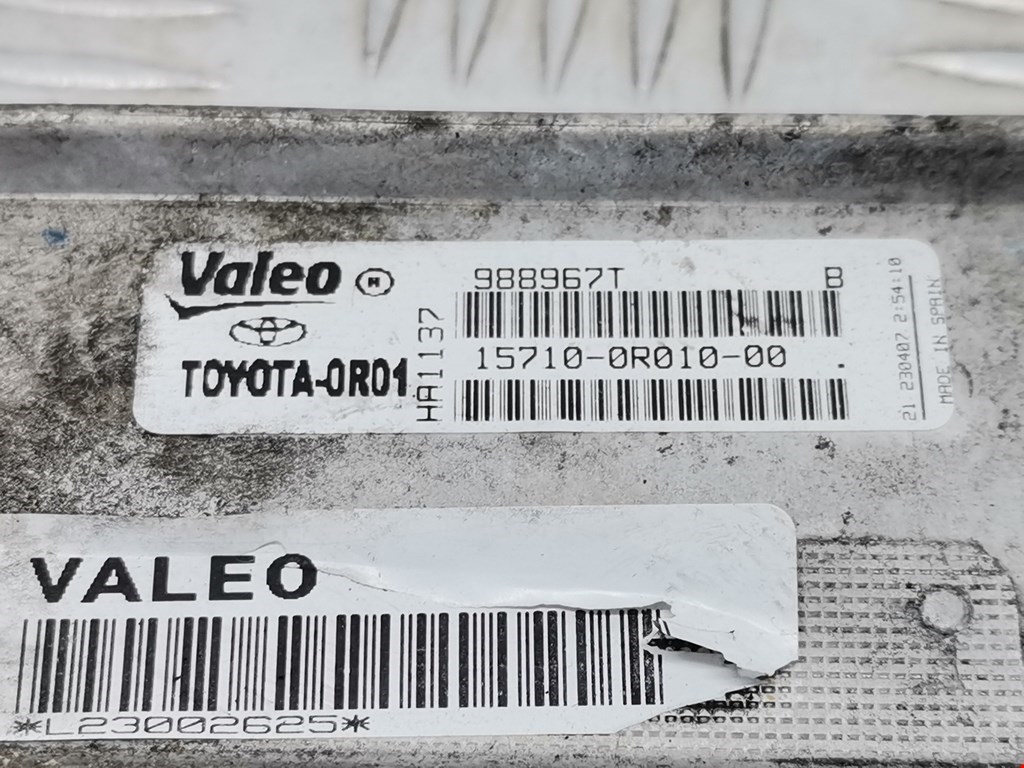 Valeo M
TOYOTA-0R01
HA1137
988967T B
15710-0R010-00 .
21 230407 2:54:10
MADE IN SPAIN
VALEO
*L23002625*